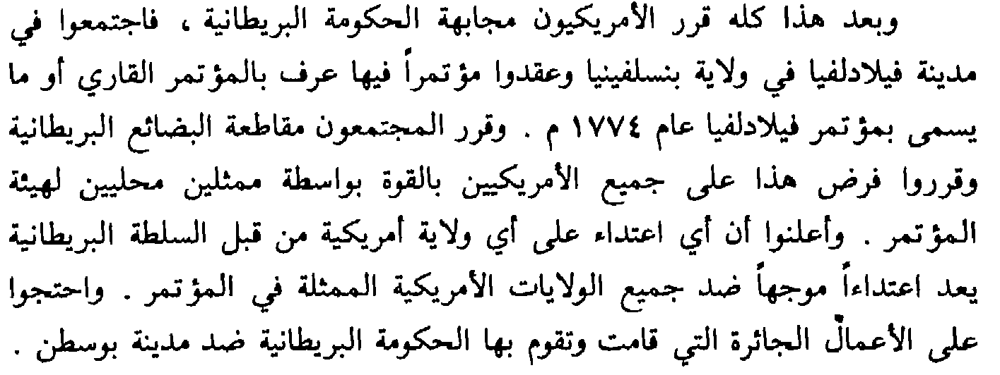 وبعد هذا كله قرر الأمريكيون مجابهة الحكومة البريطانية ، فاجتمعوا في
مدينة فيلادلفيا في ولاية بنسلفينيا وعقدوا مؤتمراً فيها عرف بالمؤتمر القاري أو ما
يسمى بمؤتمر فيلادلفيا عام ١٧٧٤ م . وقرر المجتمعون مقاطعة البضائع البريطانية
وقرروا فرض هذا على جميع الأمريكيين بالقوة بواسطة ممثلين محليين لهيئة
المؤتمر . وأعلنوا أن أي اعتداء على أي ولاية أمريكية من قبل السلطة البريطانية
يعد اعتداءاً موجهاً ضد جميع الولايات الأمريكية الممثلة في المؤتمر . واحتجوا
على الأعمال الجائرة التي قامت وتقوم بها الحكومة البريطانية ضد مدينة بوسطن .